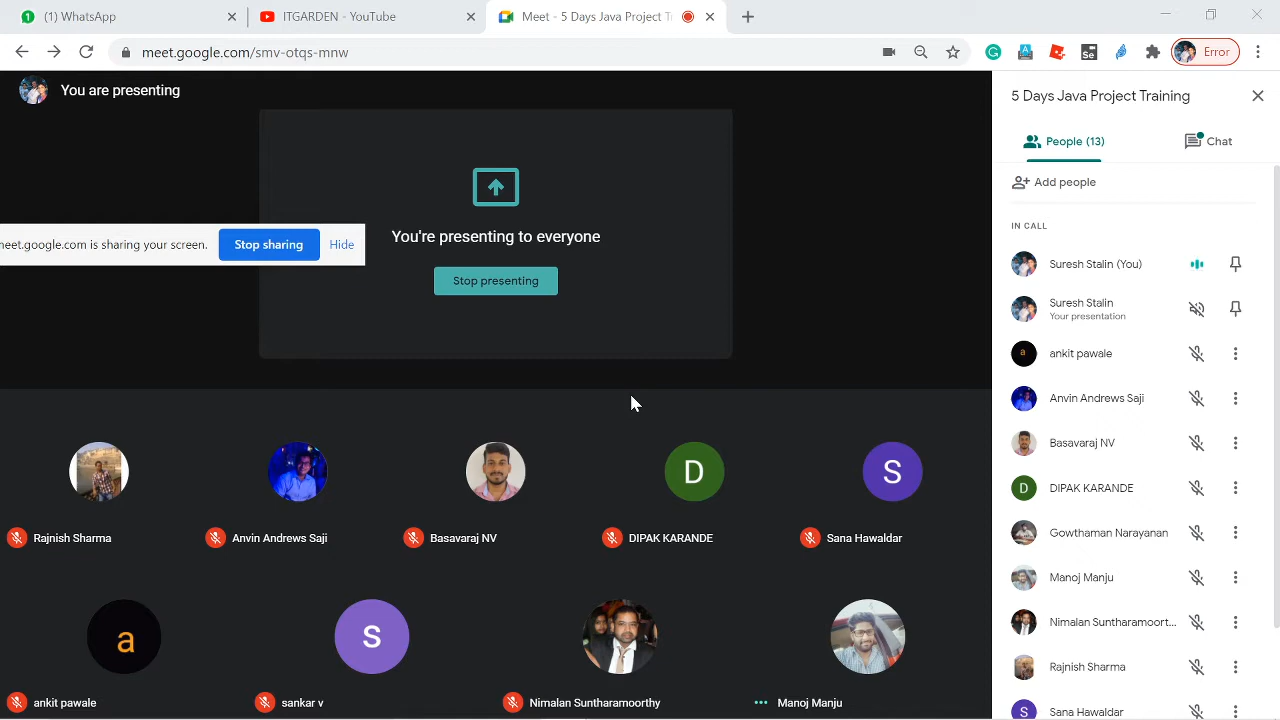 1
(1) WhatsApp
ITGARDEN - YouTube
Meet - 5 Days Java Project T
meet.google.com/smv-otqs-mnw
Se
Error
You are presenting
You're presenting to everyone
Stop presenting
meet.google.com is sharing your screen.
Stop sharing
Hide
Rajnish Sharma
Anvin Andrews Saji
Basavaraj NV
D
DIPAK KARANDE
S
Sana Hawaldar
a
ankit pawale
S
sankar v
Nimalan Suntharamoorthy
Manoj Manju
5 Days Java Project Training
People (13)
Chat
Add people
IN CALL
Suresh Stalin (You)
Suresh Stalin
Your presentation
a
ankit pawale
Anvin Andrews Saji
Basavaraj NV
D
DIPAK KARANDE
Gowthaman Narayanan
Manoj Manju
Nimalan Suntharamoort...
Rajnish Sharma
S
Sana Hawaldar